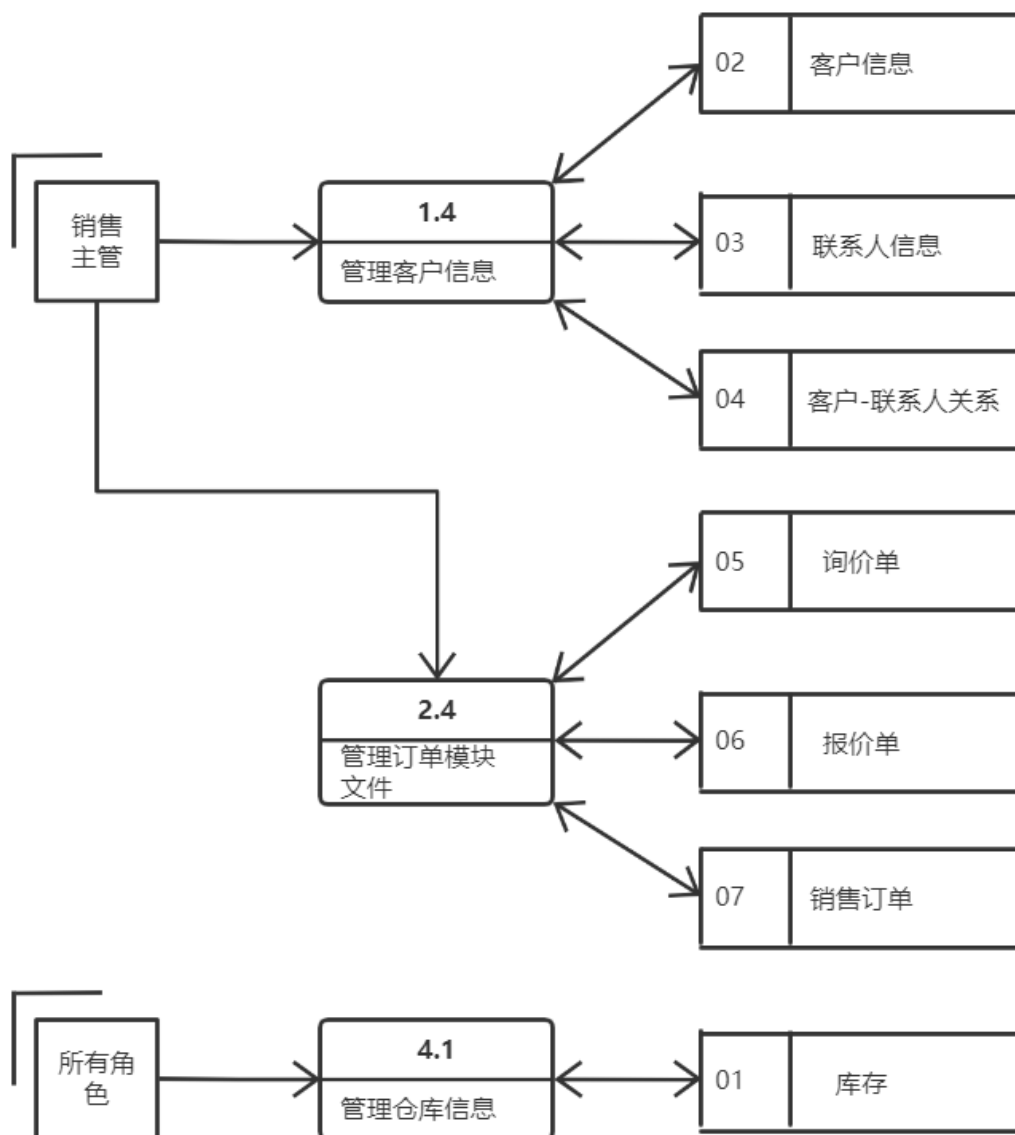 02
客户信息
销售
主管
1.4
管理客户信息
03
联系人信息
04
客户-联系人关系
05
询价单
2.4
管理订单模块
文件
06
报价单
07
销售订单
所有角
色
4.1
管理仓库信息
01
库存